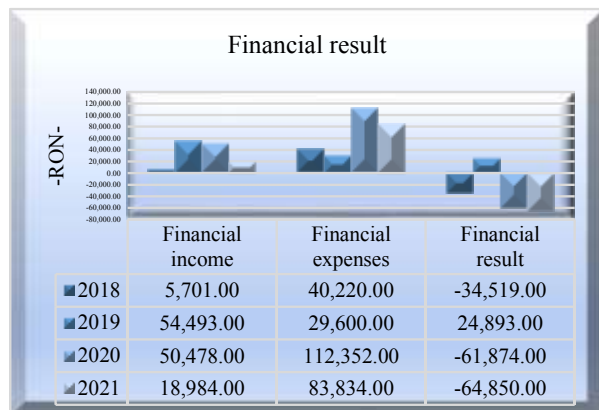 Financial result
-RON-
140,000.00
120,000.00
100,000.00
80,000.00
60,000.00
40,000.00
20,000.00
0.00
-20,000.00
-40,000.00
-60,000.00
-80,000.00
Financial income Financial expenses Financial result
2018 5,701.00 40,220.00 -34,519.00
2019 54,493.00 29,600.00 24,893.00
2020 50,478.00 112,352.00 -61,874.00
2021 18,984.00 83,834.00 -64,850.00